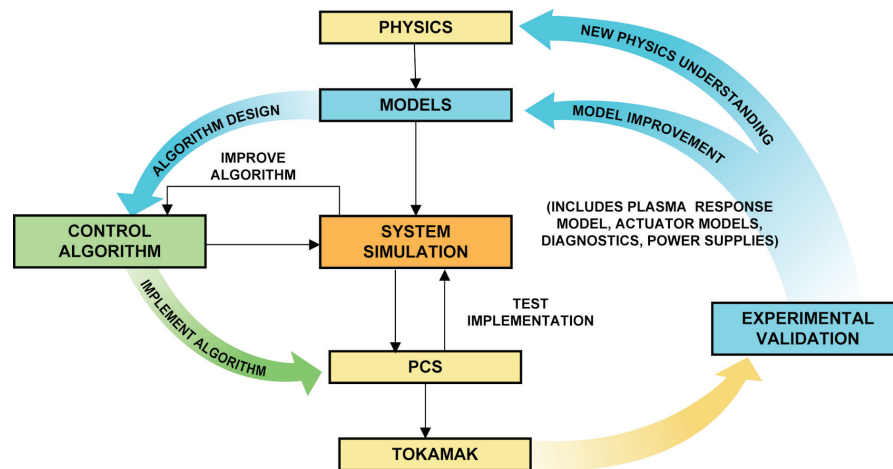 PHYSICS
NEW PHYSICS UNDERSTANDING
MODELS
MODEL IMPROVEMENT
ALGORITHM DESIGN
IMPROVE
ALGORITHM
(INCLUDES PLASMA RESPONSE
MODEL, ACTUATOR MODELS,
DIAGNOSTICS, POWER SUPPLIES)
CONTROL
ALGORITHM
SYSTEM
SIMULATION
TEST
IMPLEMENTATION
EXPERIMENTAL
VALIDATION
IMPLEMENT ALGORITHM
PCS
TOKAMAK